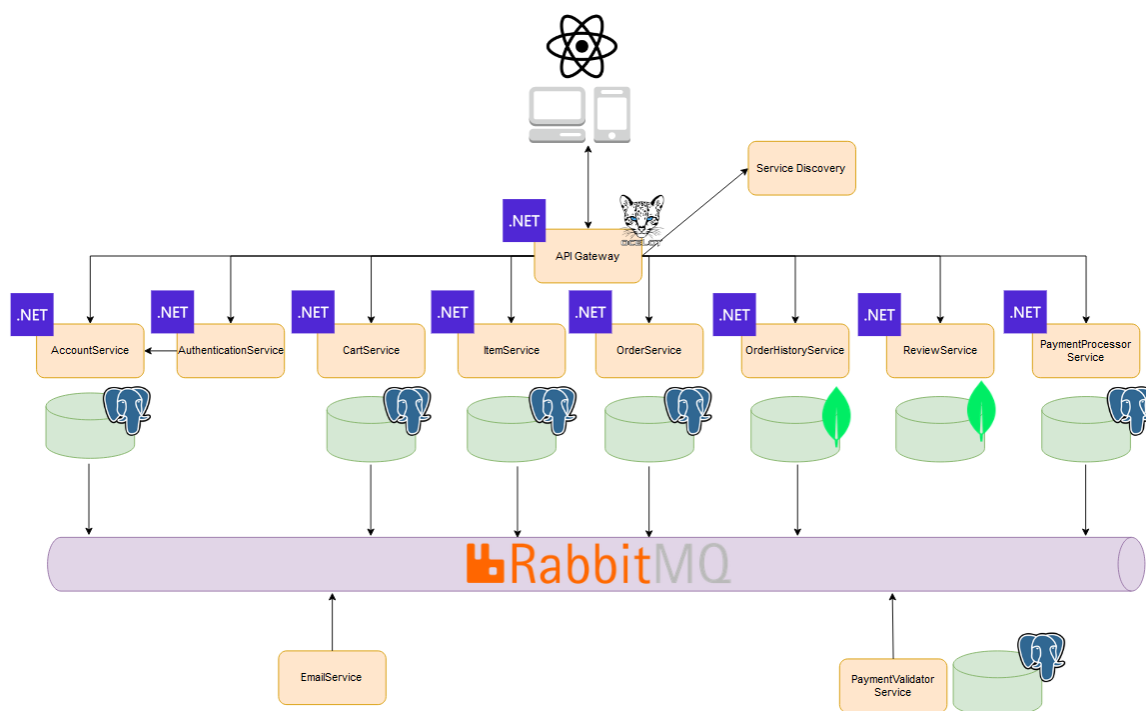 Service Discovery
.NET
OCELOT
API Gateway
.NET
.NET
.NET
.NET
.NET
.NET
.NET
.NET
AccountService
AuthenticationService
CartService
ItemService
OrderService
OrderHistoryService
ReviewService
PaymentProcessor
Service
RabbitMQ
EmailService
PaymentValidator
Service